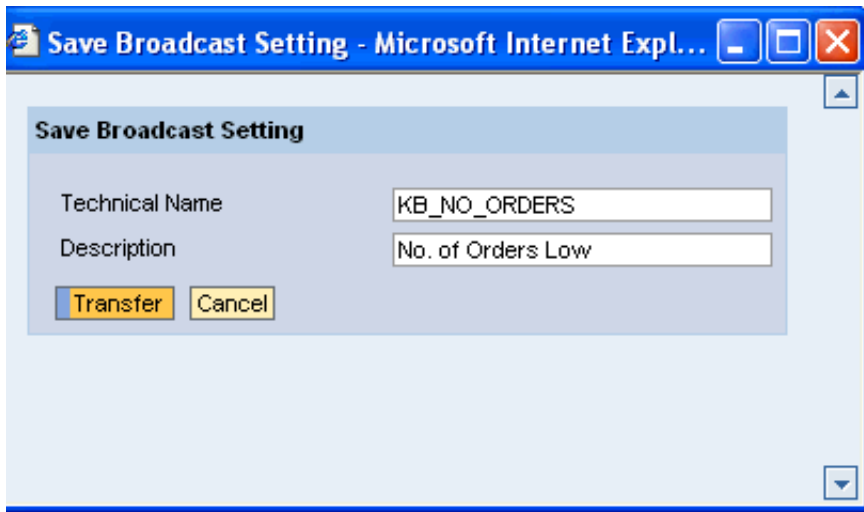 Save Broadcast Setting - Microsoft Internet Expl...
Save Broadcast Setting
Technical Name KB_NO_ORDERS
Description No. of Orders Low
Transfer Cancel